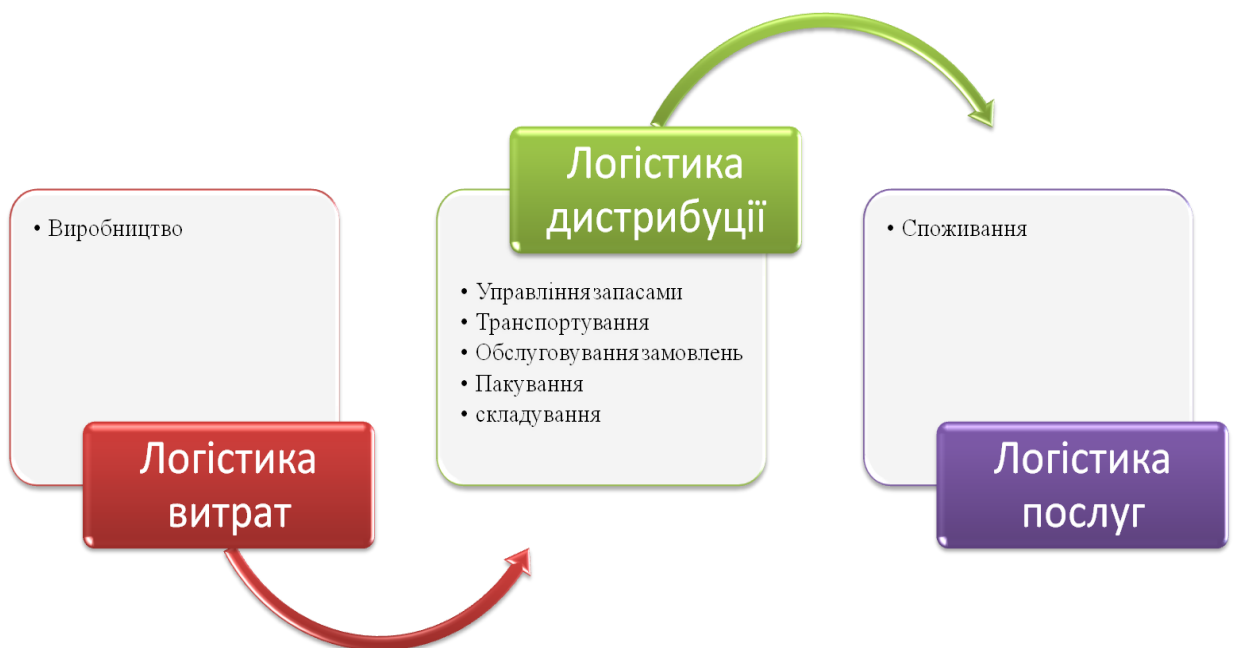 • Виробництво
Логістика
витрат
Логістика
дистрибуції
• Управління запасами
• Транспортування
• Обслуговування замовлень
• Пакування
• складування
• Споживання
Логістика
послуг